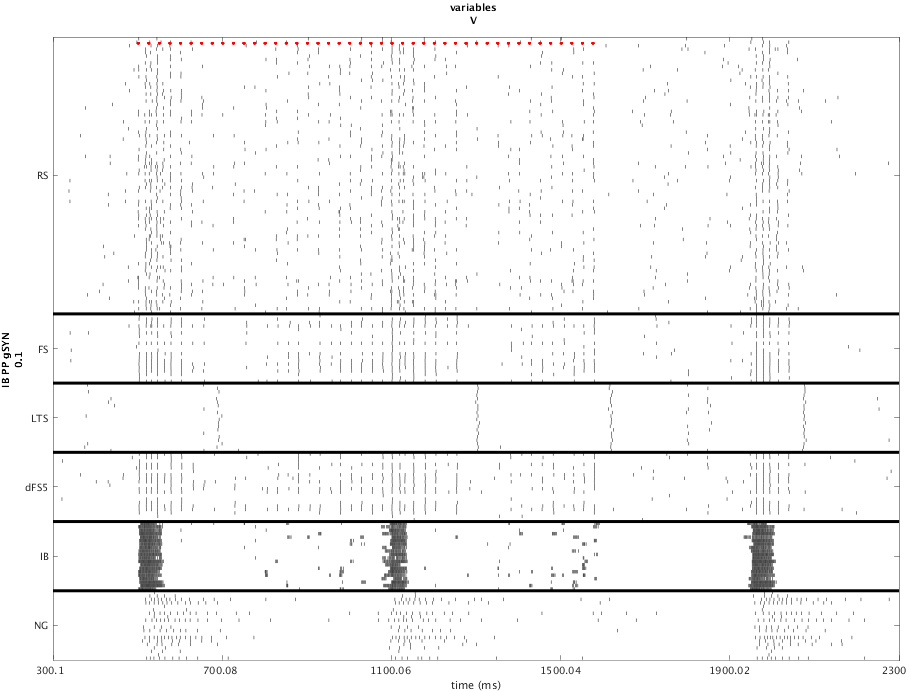 variables
V
IB PP gSYN
0.1
RS
FS
LTS
dFS5
IB
NG
300.1
700.08
1100.06
1500.04
1900.02
2300
time (ms)